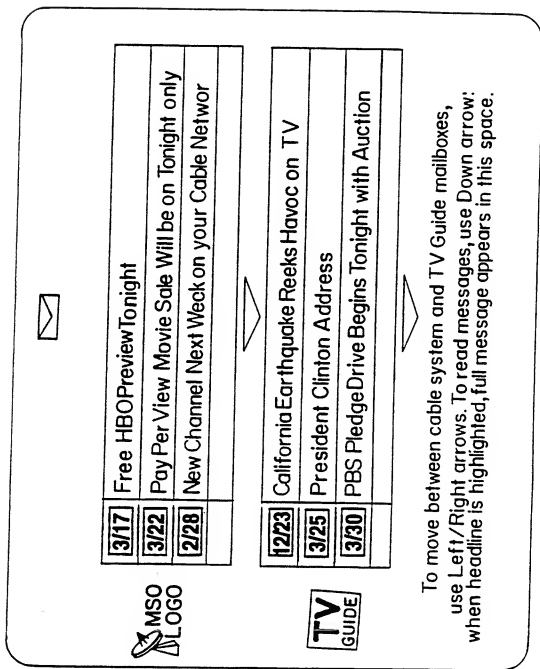 3/17 Free HBO Preview Tonight
3/22 Pay Per View Movie Sale Will be on Tonight only
2/28 New Channel Next Weak on your Cable Networ
MSO
LOGO
12/23 California Earthquake Reeks Havoc on TV
3/25 President Clinton Address
3/30 PBS Pledge Drive Begins Tonight with Auction
TV
GUIDE
To move between cable system and TV Guide mailboxes,
use Left/Right arrows. To read messages, use Down arrow:
when headline is highlighted, full message appears in this space.